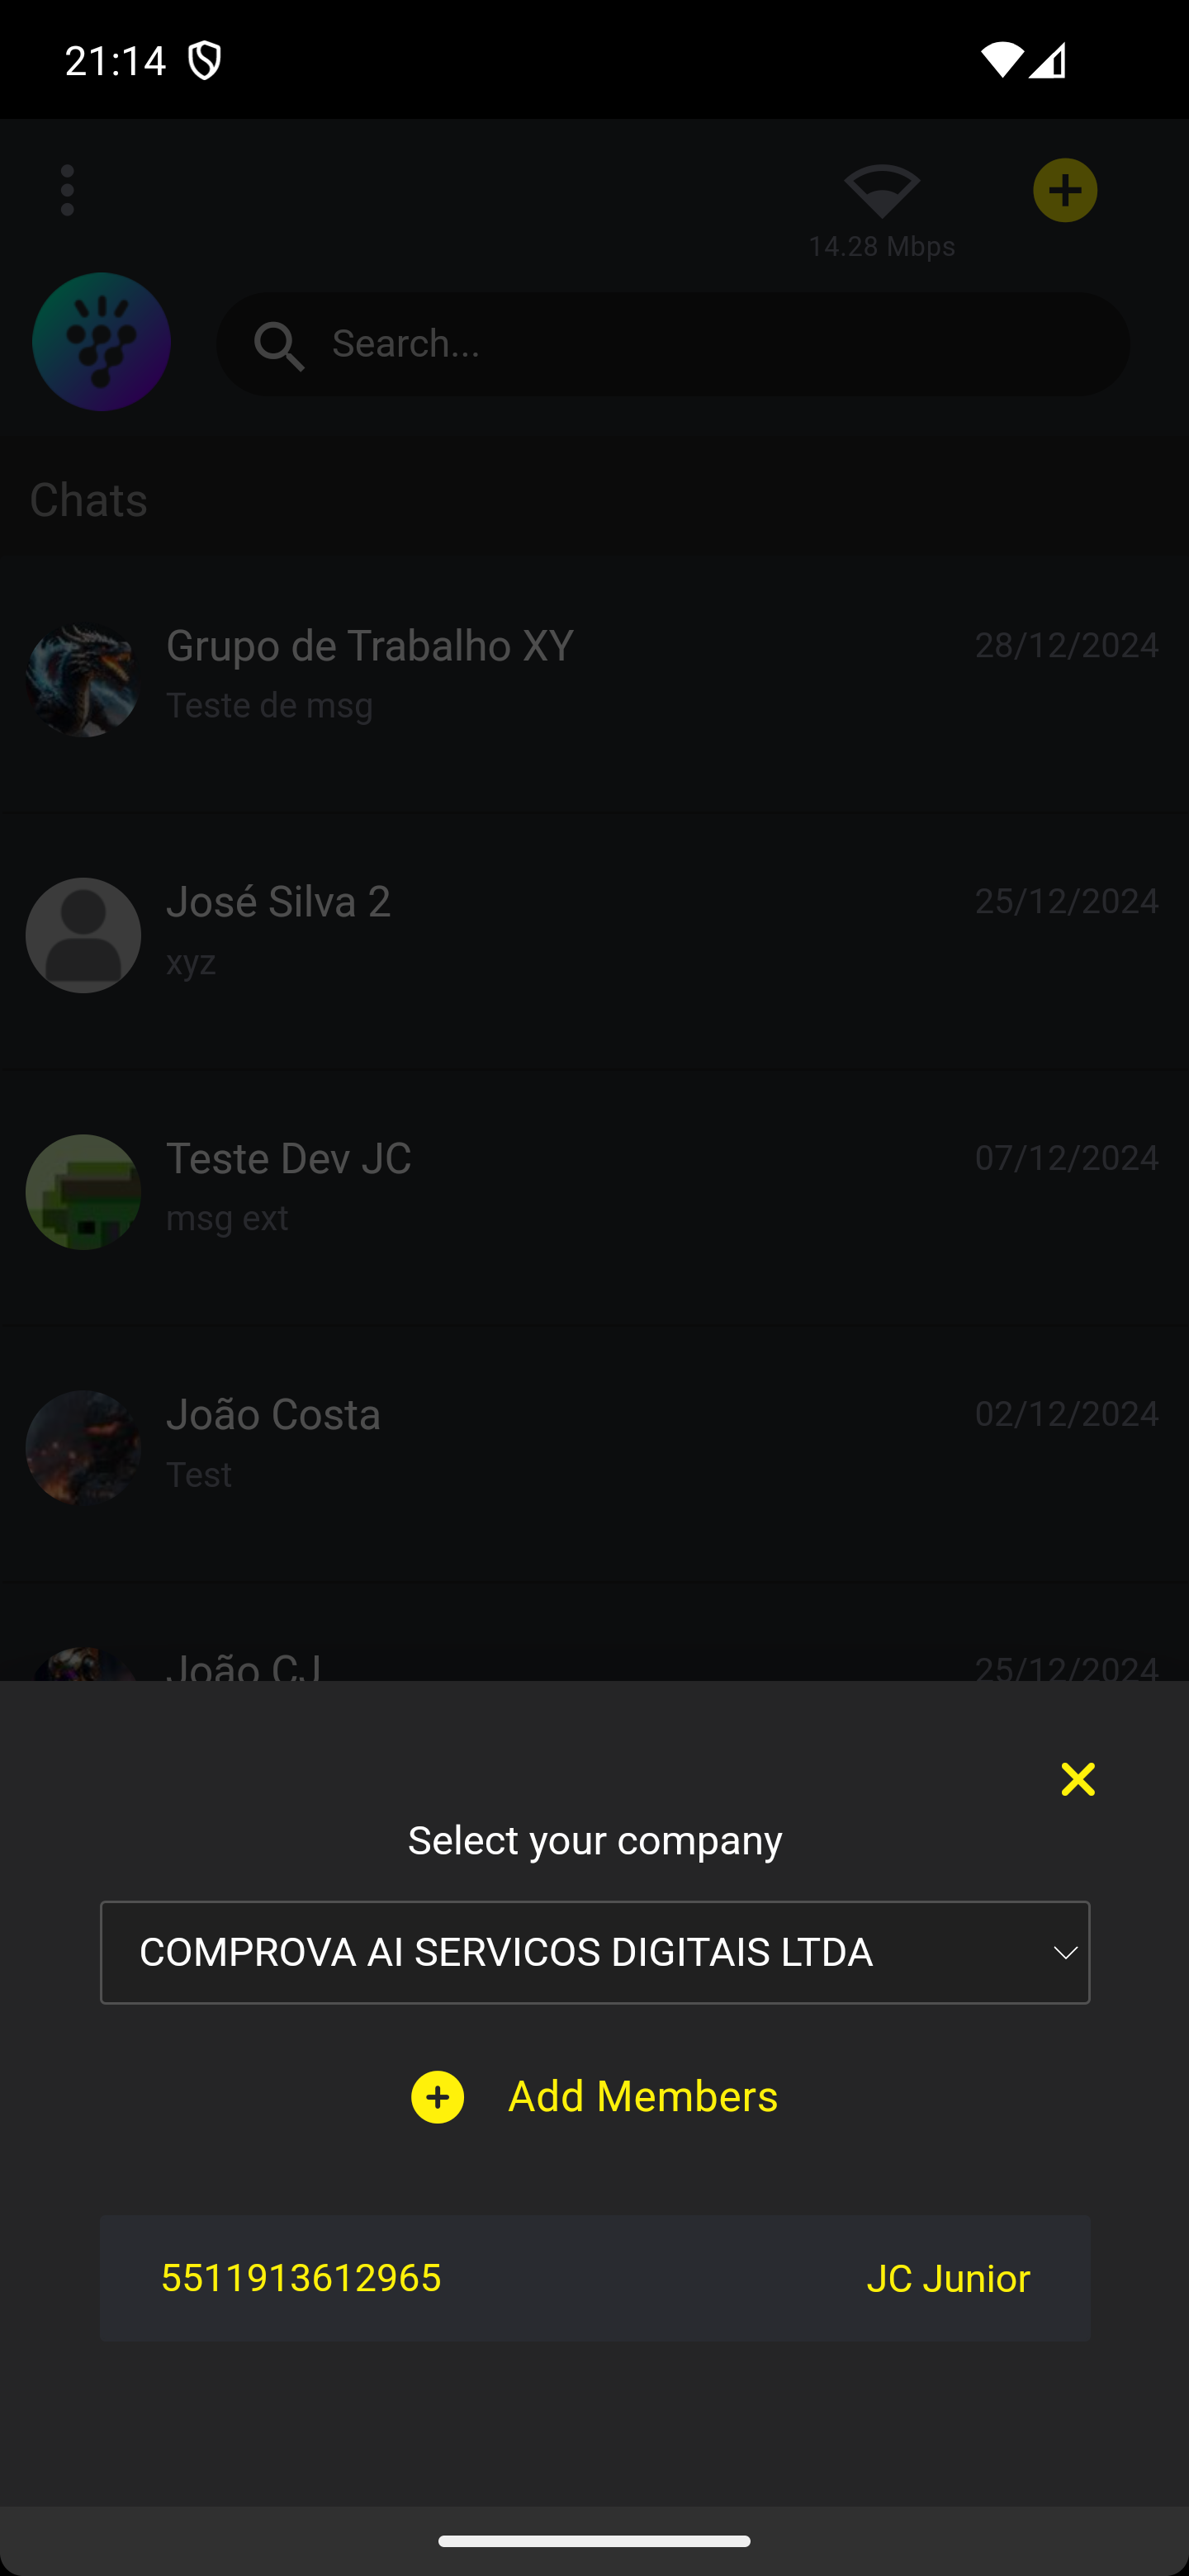 21:14
14.28 Mbps
Search...
Chats
Grupo de Trabalho XY
28/12/2024
Teste de msg
José Silva 2
25/12/2024
xyz
Teste Dev JC
07/12/2024
msg ext
João Costa
02/12/2024
Test
João CJ
25/12/2024
Select your company
COMPROVA AI SERVICOS DIGITAIS LTDA
Add Members
5511913612965
JC Junior